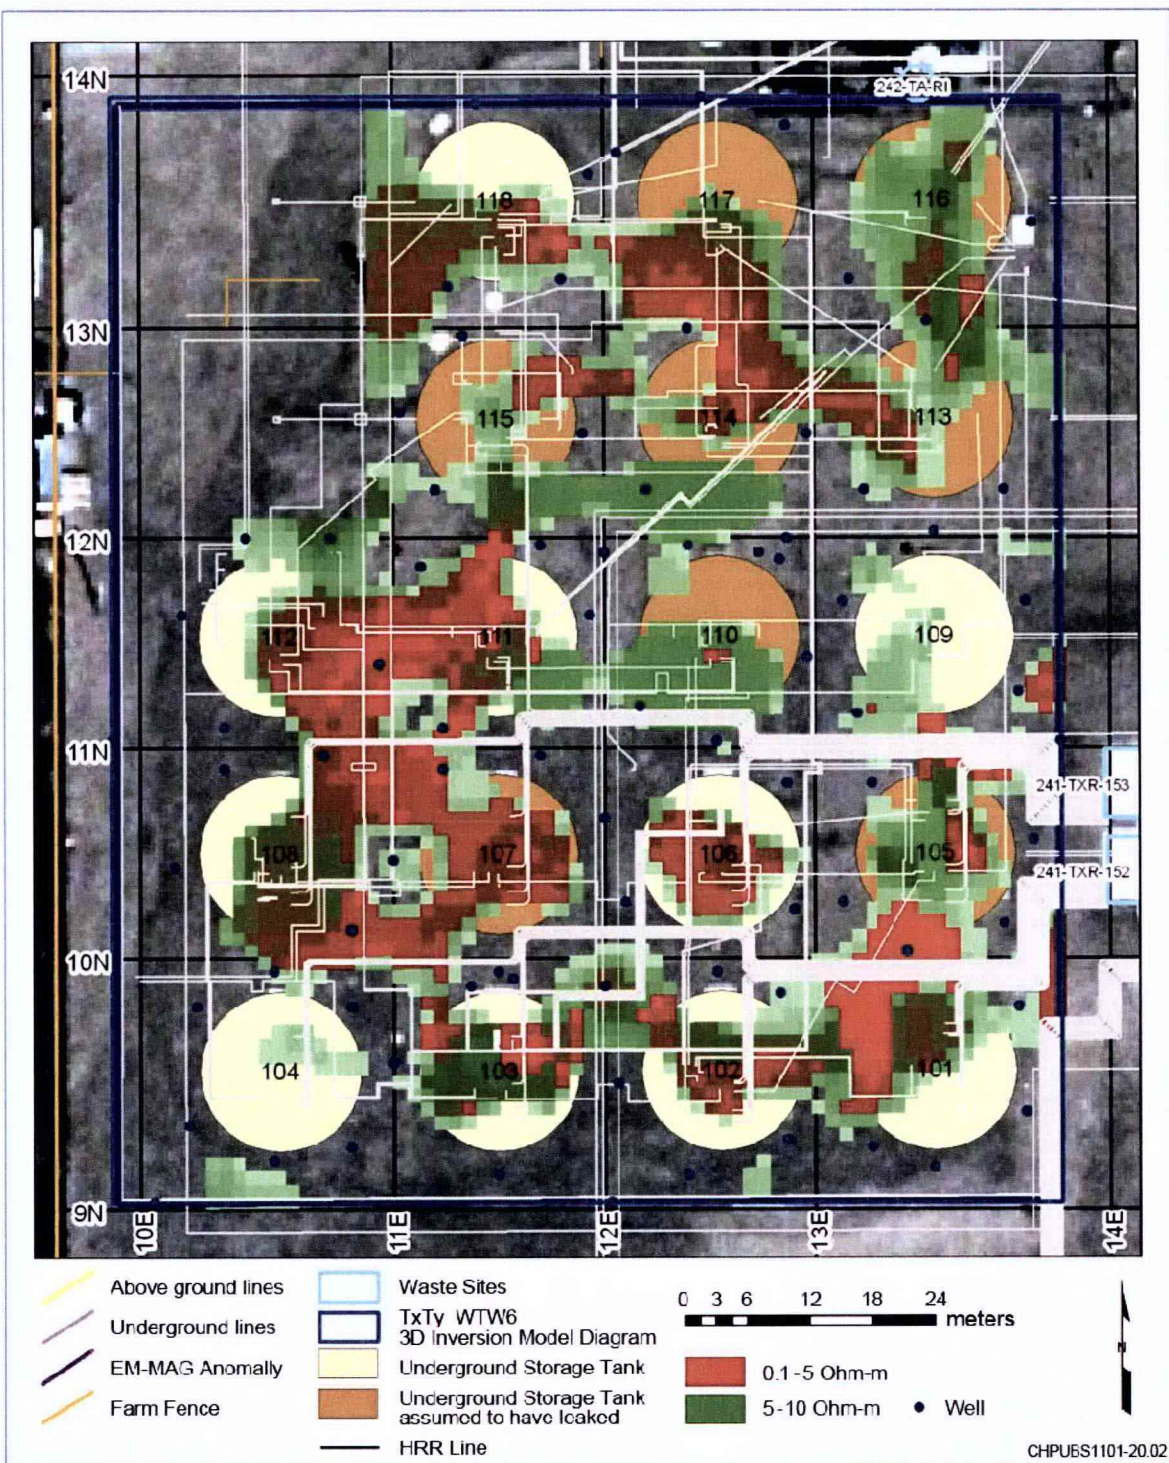 14N
242-TA-RI
118
117
116
13N
115
114
113
12N
112
111
110
109
11N
241-TXR-153
108
107
106
105
241-TXR-152
10N
104
103
102
101
9N
10E
11E
12E
13E
14E
Above ground lines
Underground lines
EM-MAG Anomally
Farm Fence
Waste Sites
TxTy WTW6
3D Inversion Model Diagram
Underground Storage Tank
Underground Storage Tank
assumed to have leaked
HRR Line
0 3 6 12 18 24
meters
0.1-5 Ohm-m
5-10 Ohm-m
Well
N
CHPUBS1101-20.02